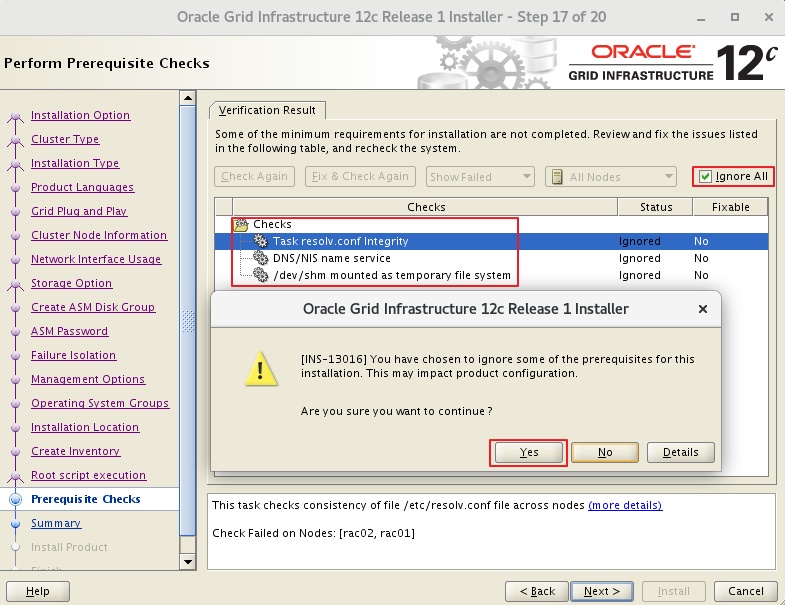 Oracle Grid Infrastructure 12c Release 1 Installer - Step 17 of 20
Perform Prerequisite Checks
ORACLE
GRID INFRASTRUCTURE
12c
Installation Option
Cluster Type
Installation Type
Product Languages
Grid Plug and Play
Cluster Node Information
Network Interface Usage
Storage Option
Create ASM Disk Group
ASM Password
Failure Isolation
Management Options
Operating System Groups
Installation Location
Create Inventory
Root script execution
Prerequisite Checks
Summary
Install Product
Verification Result
Some of the minimum requirements for installation are not completed. Review and fix the issues listed
in the following table, and recheck the system.
Check Again
Fix & Check Again
Show Failed
All Nodes
Ignore All
Checks Status Fixable
Checks
Task resolv.conf Integrity Ignored No
DNS/NIS name service Ignored No
/dev/shm mounted as temporary file system Ignored No
Oracle Grid Infrastructure 12c Release 1 Installer
[INS-13016] You have chosen to ignore some of the prerequisites for this
installation. This may impact product configuration.
Are you sure you want to continue ?
Yes
No
Details
This task checks consistency of file /etc/resolv.conf file across nodes (more details)
Check Failed on Nodes: [rac02, rac01]
Help
< Back
Next >
Install
Cancel